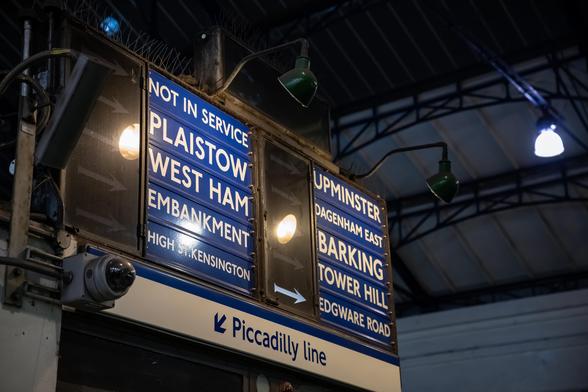 NOT IN SERVICE
PLAISTOW
WEST HAM
EMBANKMENT
HIGH ST. KENSINGTON
UPMINSTER
DAGENHAM EAST
BARKING
TOWER HILL
EDGWARE ROAD
Piccadilly line